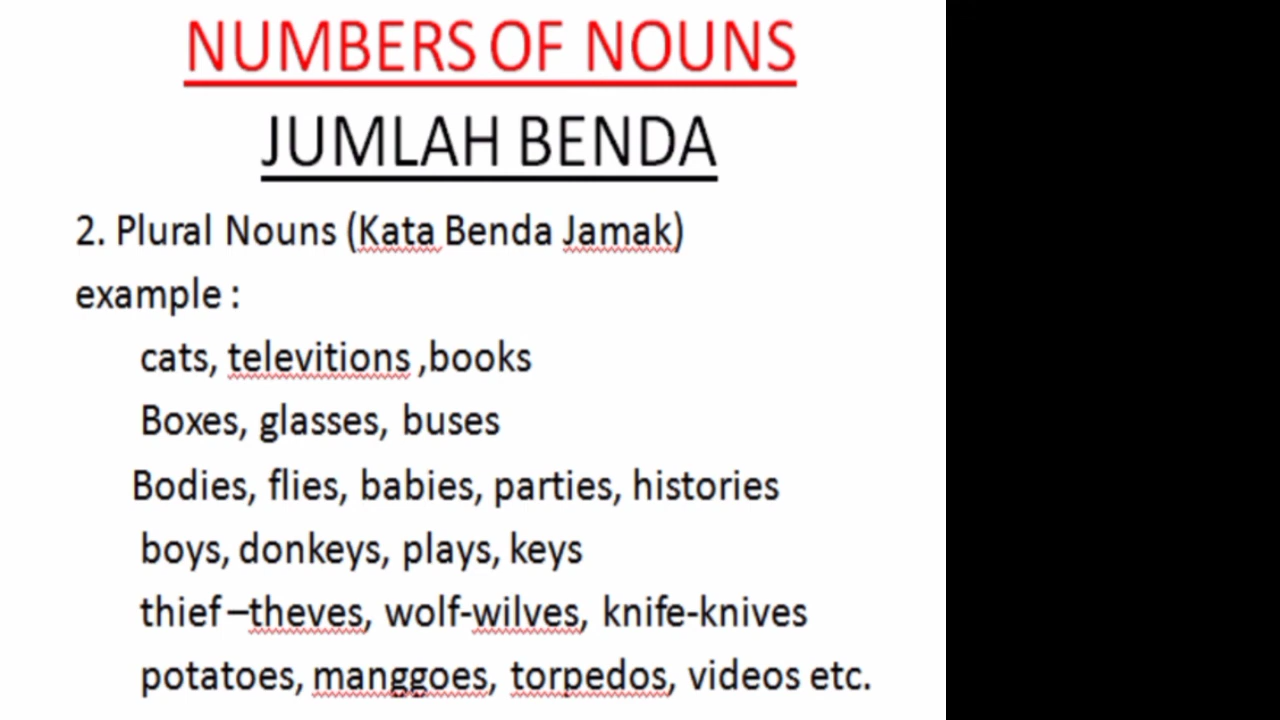 NUMBERS OF NOUNS
JUMLAH BENDA
2. Plural Nouns (Kata Benda Jamak)
example :
cats, televitions ,books
Boxes, glasses, buses
Bodies, flies, babies, parties, histories
boys, donkeys, plays, keys
thief –theves, wolf-wilves, knife-knives
potatoes, manggoes, torpedos, videos etc.